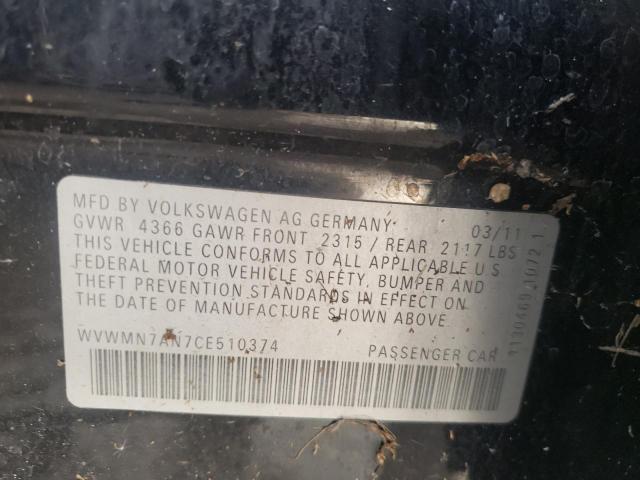 MFD BY VOLKSWAGEN AG GERMANY 03/11
GVWR 4366 GAWR FRONT 2315 / REAR 2117 LBS
THIS VEHICLE CONFORMS TO ALL APPLICABLE U S
FEDERAL MOTOR VEHICLE SAFETY, BUMPER AND
THEFT PREVENTION STANDARDS IN EFFECT ON
THE DATE OF MANUFACTURE SHOWN ABOVE
WVWMN7AN7CE510374 PASSENGER CAR